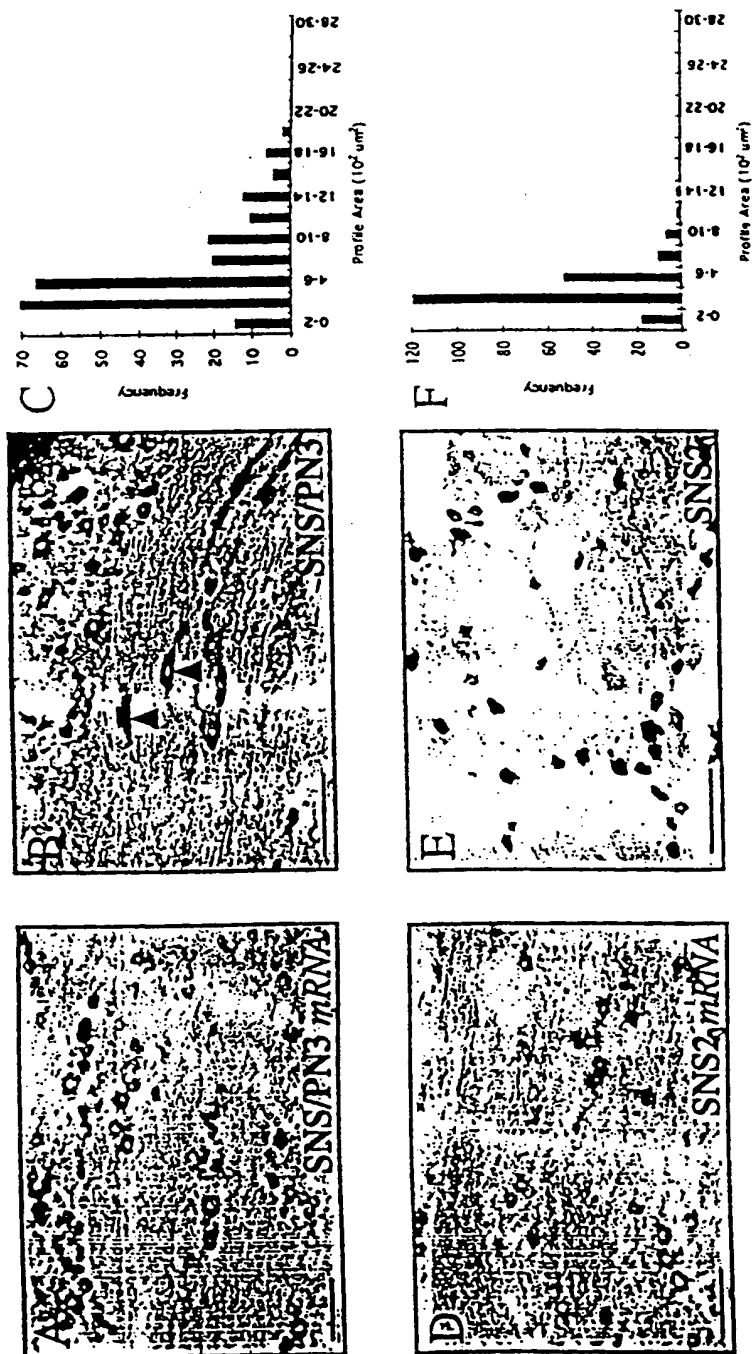 A
SNS/PN3 mRNA
B
SNS/PN3
C
Frequency
70
60
50
40
30
20
10
0
0-2
4-6
8-10
12-14
16-18
20-22
24-26
28-30
Profile Area (10² um²)
D
SNS2 mRNA
E
SNS2
F
Frequency
120
100
80
60
40
20
0
0-2
4-6
8-10
12-14
16-18
20-22
24-26
28-30
Profile Area (10² um²)